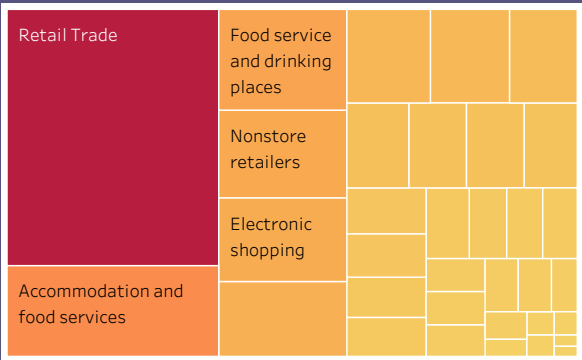 Retail Trade
Accommodation and
food services
Food service
and drinking
places
Nonstore
retailers
Electronic
shopping